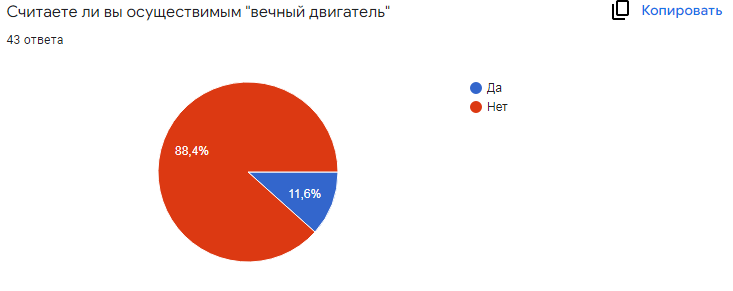 Считаете ли вы осуществимым "вечный двигатель"
Копировать
43 ответа
Да
Нет
88,4%
11,6%